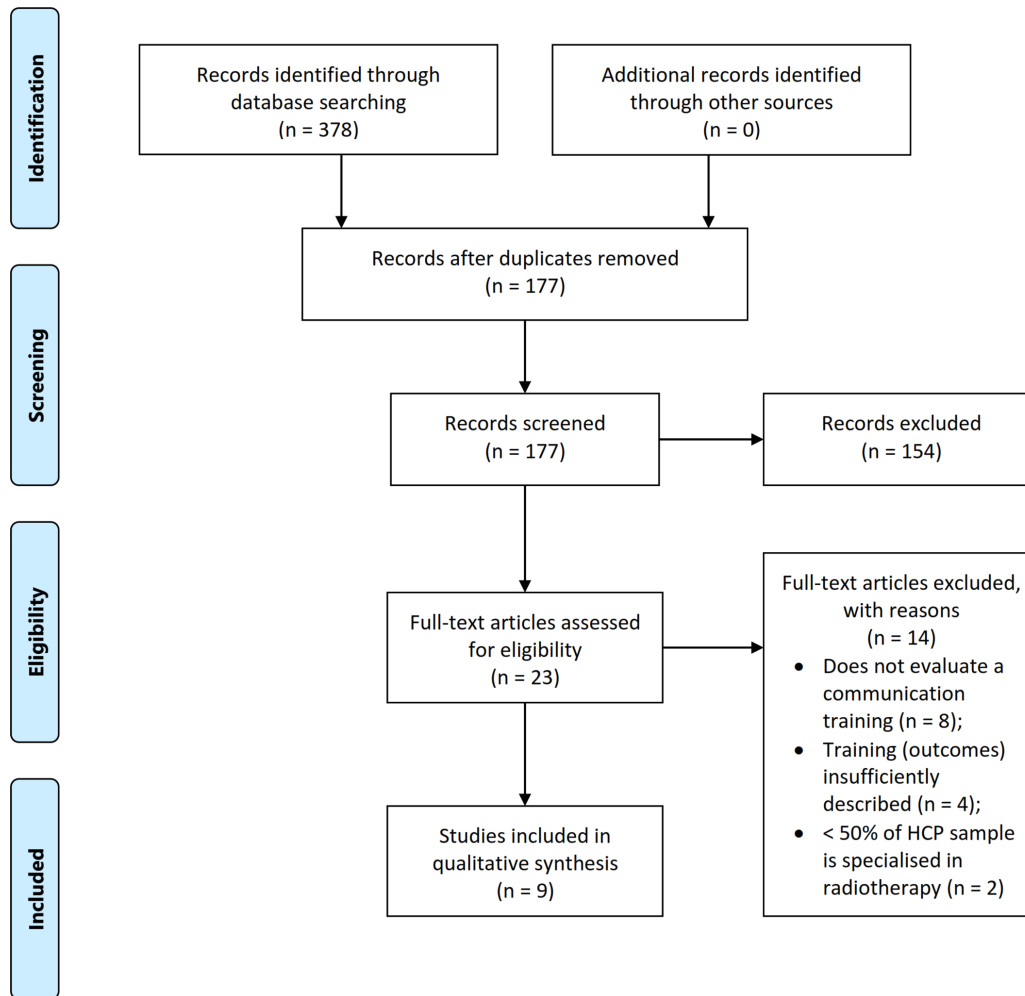 Identification
Records identified through
database searching
(n = 378)
Additional records identified
through other sources
(n = 0)
Records after duplicates removed
(n = 177)
Screening
Records screened
(n = 177)
Records excluded
(n = 154)
Eligibility
Full-text articles assessed
for eligibility
(n = 23)
Full-text articles excluded,
with reasons
(n = 14)
• Does not evaluate a
communication
training (n = 8);
• Training (outcomes)
insufficiently
described (n = 4);
• < 50% of HCP sample
is specialised in
radiotherapy (n = 2)
Included
Studies included in
qualitative synthesis
(n = 9)